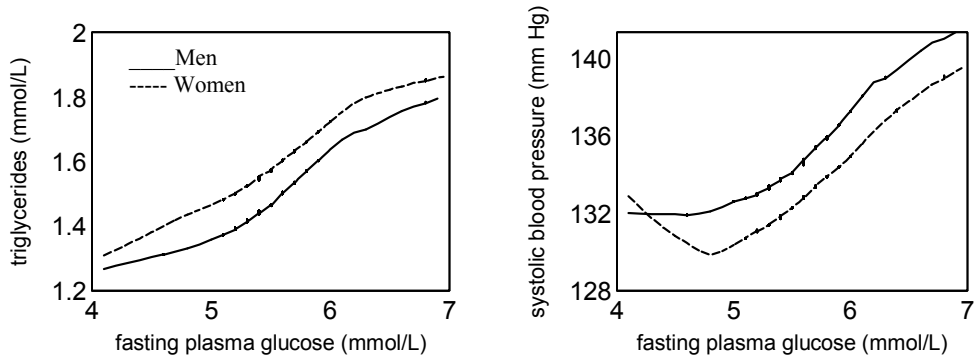 triglycerides (mmol/L)
2
1.8
1.6
1.4
1.2
Men
Women
4
5
6
7
fasting plasma glucose (mmol/L)
systolic blood pressure (mm Hg)
140
136
132
128
4
5
6
7
fasting plasma glucose (mmol/L)